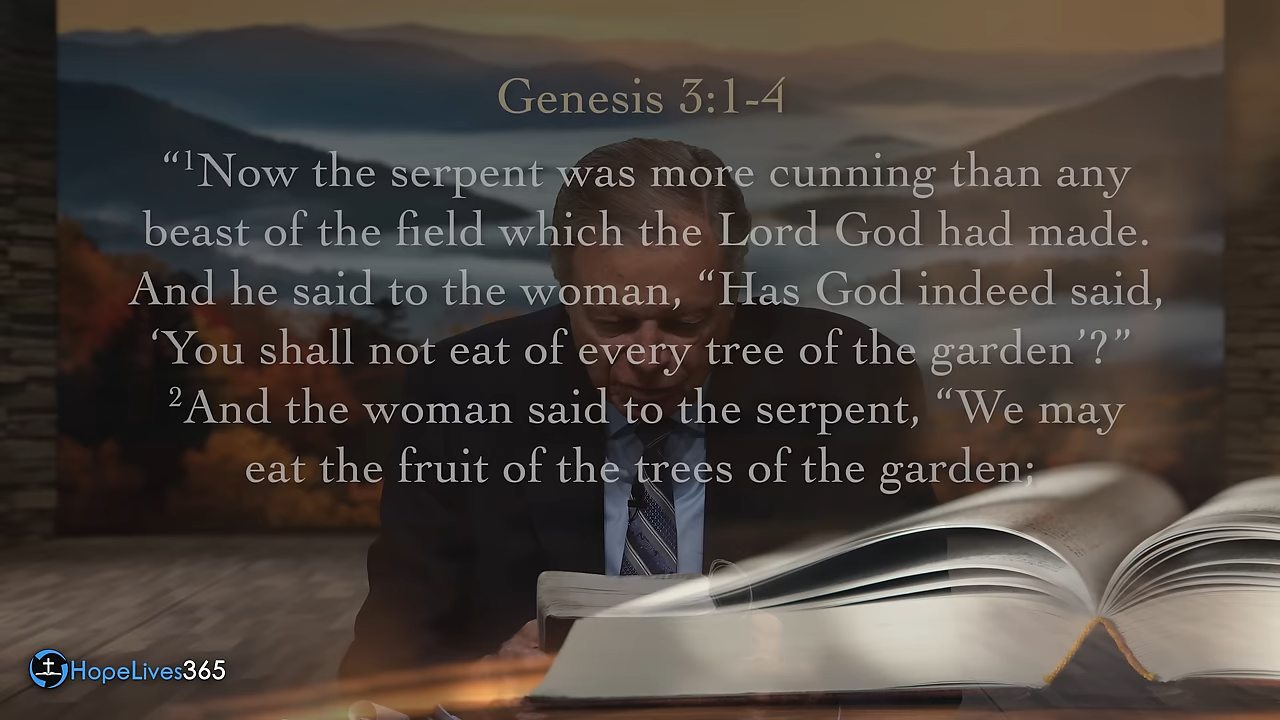 Genesis 3:1-4
“¹Now the serpent was more cunning than any
beast of the field which the Lord God had made.
And he said to the woman, “Has God indeed said,
‘You shall not eat of every tree of the garden’?”
²And the woman said to the serpent, “We may
eat the fruit of the trees of the garden;
HopeLives365